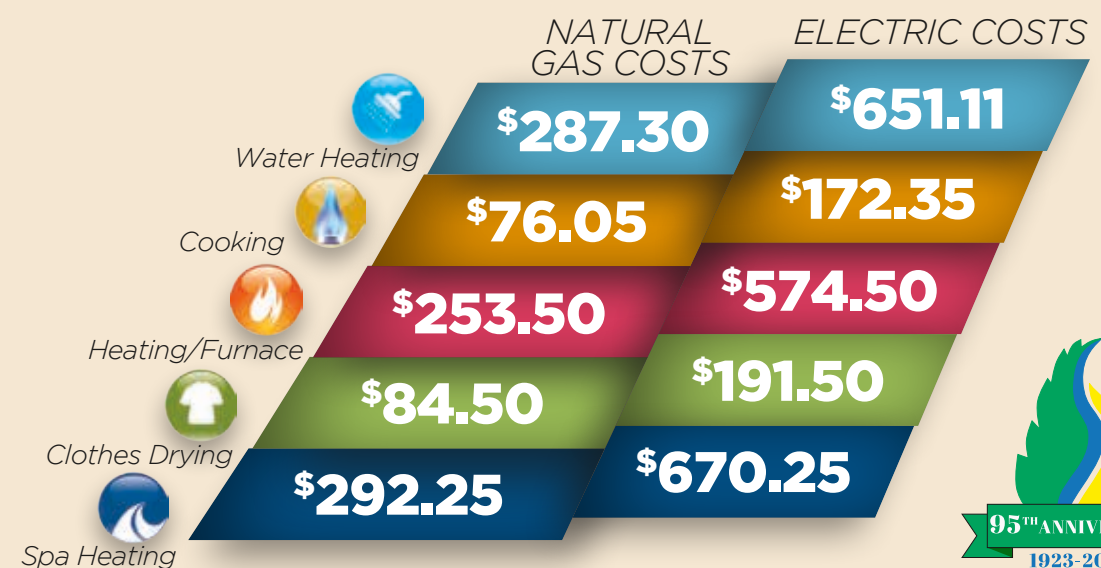 NATURAL
GAS COSTS
ELECTRIC COSTS
Water Heating
$287.30
$651.11
Cooking
$76.05
$172.35
Heating/Furnace
$253.50
$574.50
Clothes Drying
$84.50
$191.50
Spa Heating
$292.25
$670.25
95TH